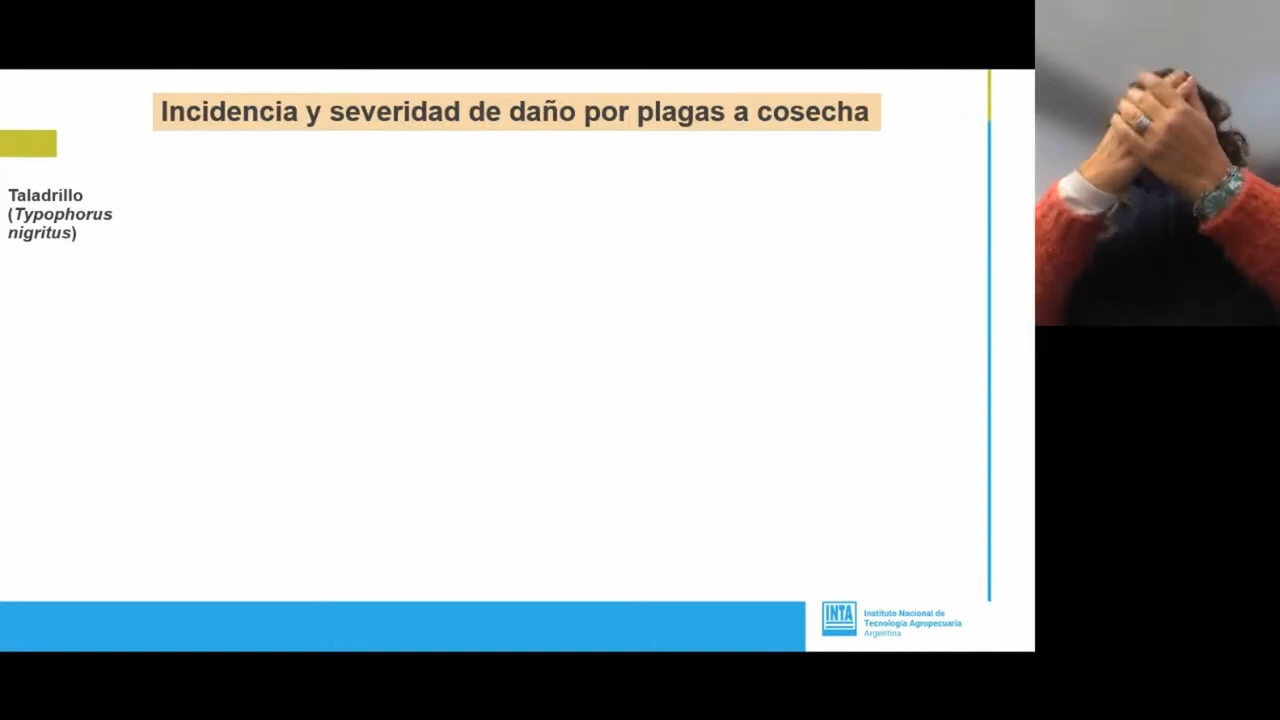 Incidencia y severidad de daño por plagas a cosecha
Taladrillo
(Typophorus
nigritus)
INTA
Instituto Nacional de
Tecnología Agropecuaria
Argentina